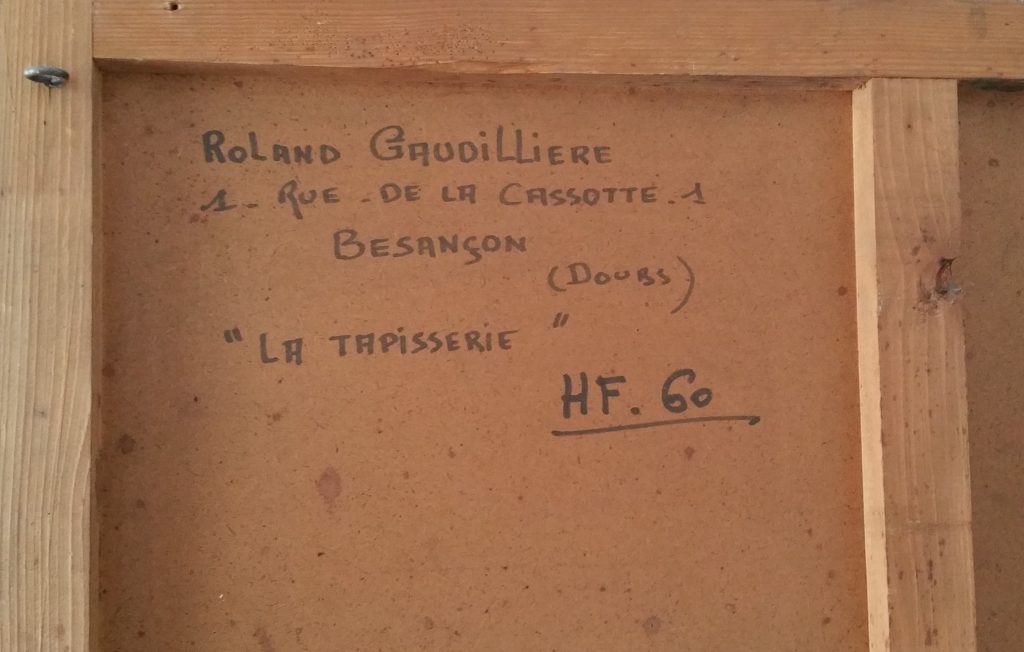 Roland Gaudilliere
1 - Rue - de la Cassotte - 1
Besançon
(Doubs)
"La Tapisserie"
HF. 60